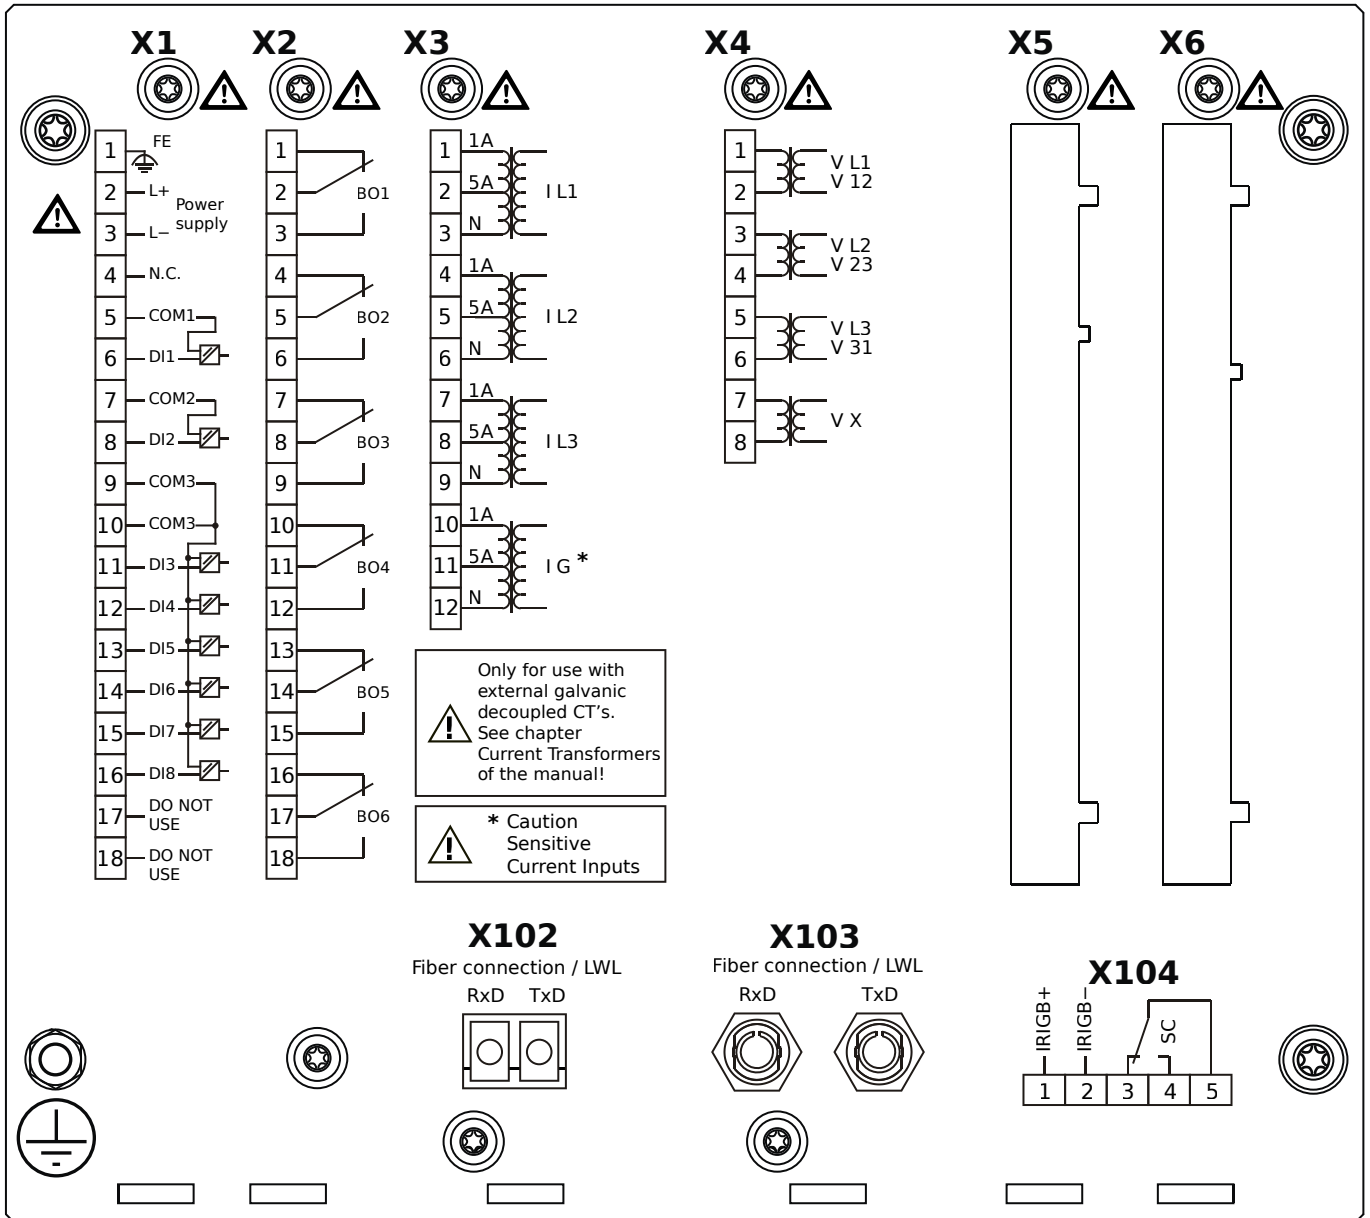 X1 X2 X3 X4 X5 X6
1 FE
2 L+
3 L−
Power
supply
4 N.C.
5 COM1
6 DI1
7 COM2
8 DI2
9 COM3
10 COM3
11 DI3
12 DI4
13 DI5
14 DI6
15 DI7
16 DI8
17 DO NOT
USE
18 DO NOT
USE
1
2 BO1
3
4
5 BO2
6
7
8 BO3
9
10
11 BO4
12
13
14 BO5
15
16
17 BO6
18
1 1A
2 5A I L1
3 N
4 1A
5 5A I L2
6 N
7 1A
8 5A I L3
9 N
10 1A
11 5A I G *
12 N
Only for use with
external galvanic
decoupled CT's.
See chapter
Current Transformers
of the manual!
* Caution
Sensitive
Current Inputs
1 V L1
2 V 12
3 V L2
4 V 23
5 V L3
6 V 31
7 V X
8
X102
Fiber connection / LWL
RxD TxD
X103
Fiber connection / LWL
RxD TxD
X104
IRIGB+ IRIGB− SC
1 2 3 4 5